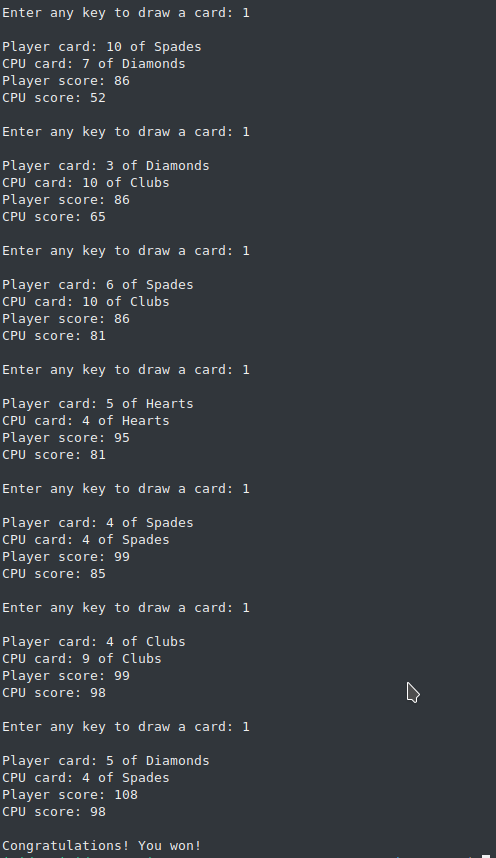 Enter any key to draw a card: 1
Player card: 10 of Spades
CPU card: 7 of Diamonds
Player score: 86
CPU score: 52
Enter any key to draw a card: 1
Player card: 3 of Diamonds
CPU card: 10 of Clubs
Player score: 86
CPU score: 65
Enter any key to draw a card: 1
Player card: 6 of Spades
CPU card: 10 of Clubs
Player score: 86
CPU score: 81
Enter any key to draw a card: 1
Player card: 5 of Hearts
CPU card: 4 of Hearts
Player score: 95
CPU score: 81
Enter any key to draw a card: 1
Player card: 4 of Spades
CPU card: 4 of Spades
Player score: 99
CPU score: 85
Enter any key to draw a card: 1
Player card: 4 of Clubs
CPU card: 9 of Clubs
Player score: 99
CPU score: 98
Enter any key to draw a card: 1
Player card: 5 of Diamonds
CPU card: 4 of Spades
Player score: 108
CPU score: 98
Congratulations! You won!